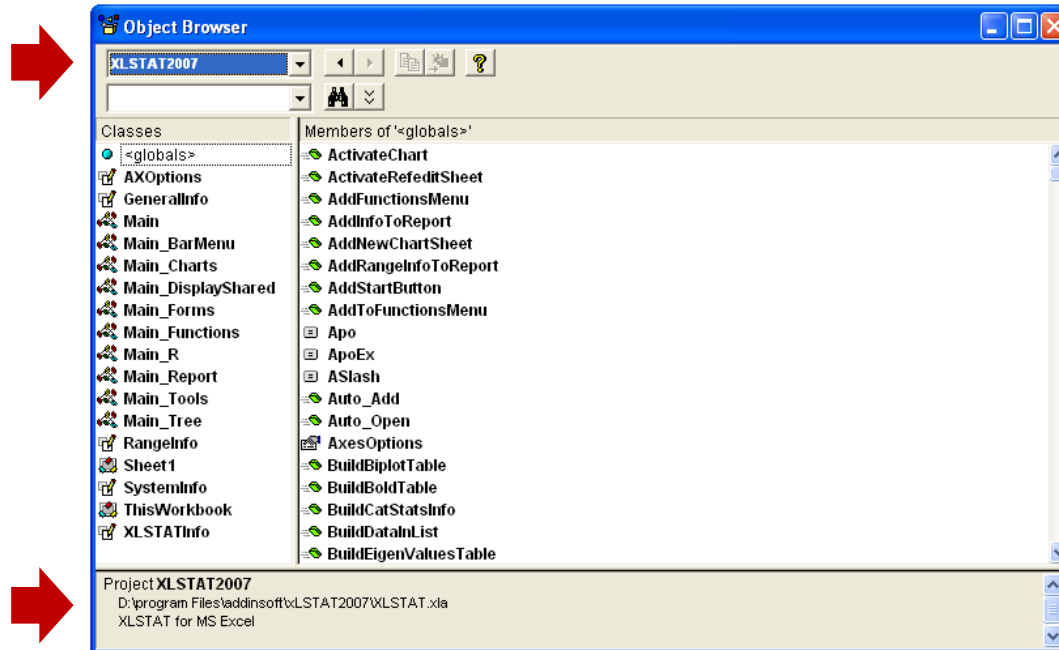 Object Browser
XLSTAT2007
Classes
Members of '<globals>'
<globals>
AXOptions
GeneralInfo
Main
Main_BarMenu
Main_Charts
Main_DisplayShared
Main_Forms
Main_Functions
Main_R
Main_Report
Main_Tools
Main_Tree
RangeInfo
Sheet1
SystemInfo
ThisWorkbook
XLSTATInfo
ActivateChart
ActivateRefeditSheet
AddFunctionsMenu
AddInfoToReport
AddNewChartSheet
AddRangeInfoToReport
AddStartButton
AddToFunctionsMenu
Apo
ApoEx
ASlash
Auto_Add
Auto_Open
AxesOptions
BuildBiplotTable
BuildBoldTable
BuildCatStatsInfo
BuildDataInList
BuildEigenValuesTable
Project XLSTAT2007
D:\program Files\addinsoft\xLSTAT2007\XLSTAT.xla
XLSTAT for MS Excel